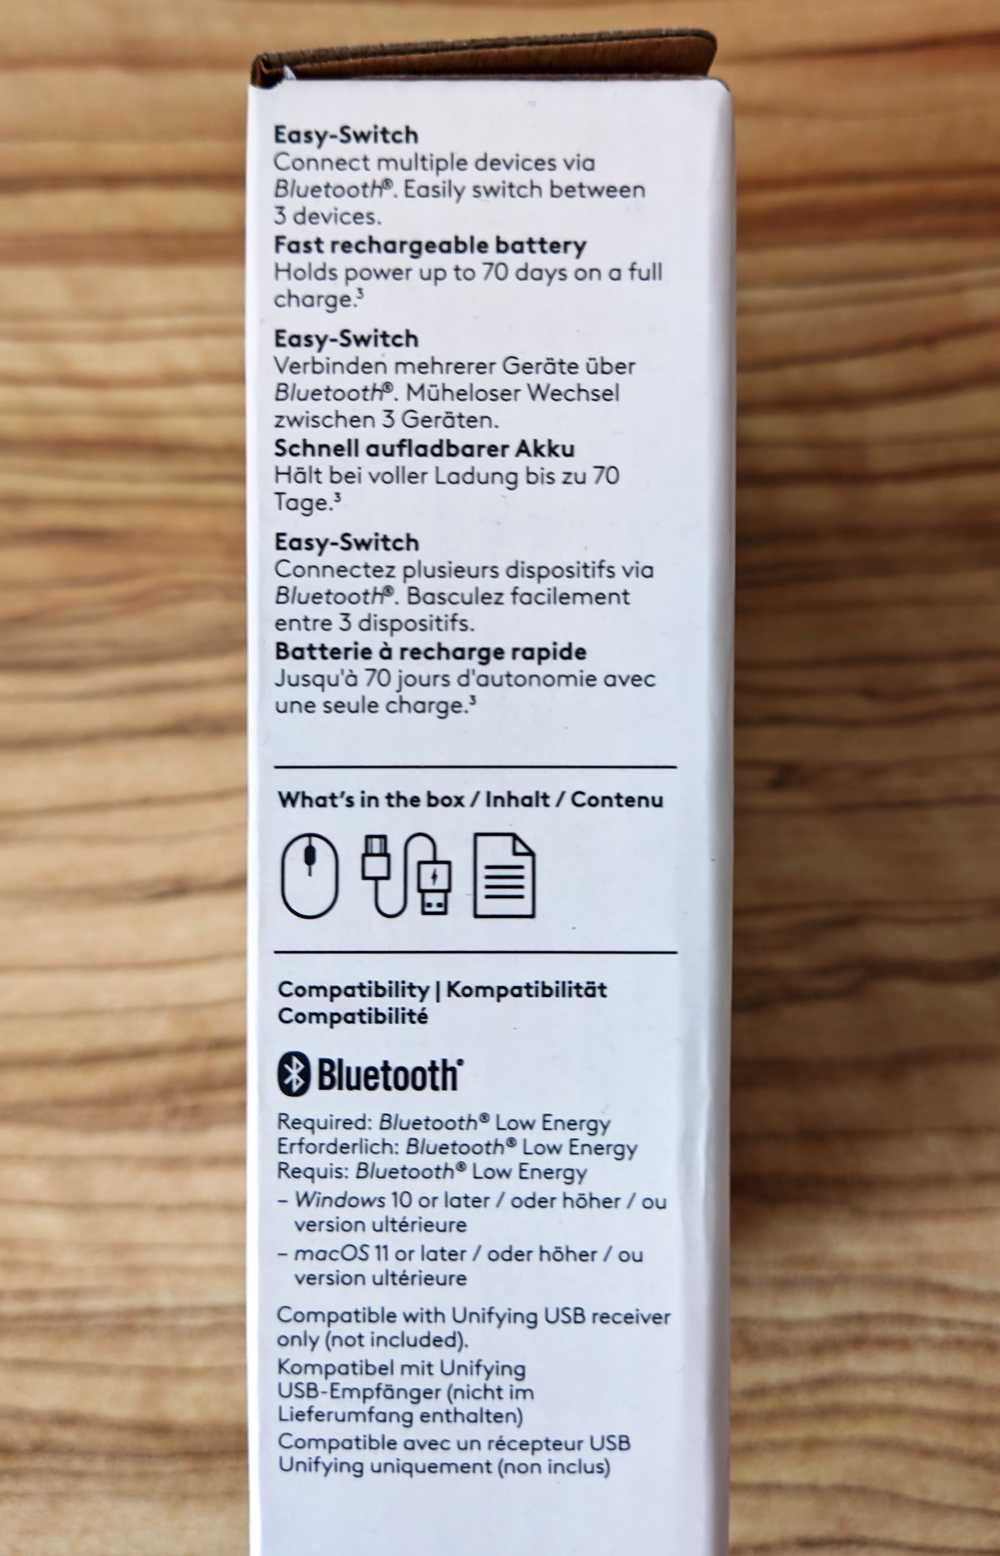 Easy-Switch
Connect multiple devices via
Bluetooth®. Easily switch between
3 devices.
Fast rechargeable battery
Holds power up to 70 days on a full
charge.³
Easy-Switch
Verbinden mehrerer Geräte über
Bluetooth®. Müheloser Wechsel
zwischen 3 Geräten.
Schnell aufladbarer Akku
Hält bei voller Ladung bis zu 70
Tage.³
Easy-Switch
Connectez plusieurs dispositifs via
Bluetooth®. Basculez facilement
entre 3 dispositifs.
Batterie à recharge rapide
Jusqu'à 70 jours d'autonomie avec
une seule charge.³
What's in the box / Inhalt / Contenu
Compatibility | Kompatibilität
Compatibilité
Bluetooth®
Required: Bluetooth® Low Energy
Erforderlich: Bluetooth® Low Energy
Requis: Bluetooth® Low Energy
– Windows 10 or later / oder höher / ou
version ultérieure
– macOS 11 or later / oder höher / ou
version ultérieure
Compatible with Unifying USB receiver
only (not included).
Kompatibel mit Unifying
USB-Empfänger (nicht im
Lieferumfang enthalten)
Compatible avec un récepteur USB
Unifying uniquement (non inclus)